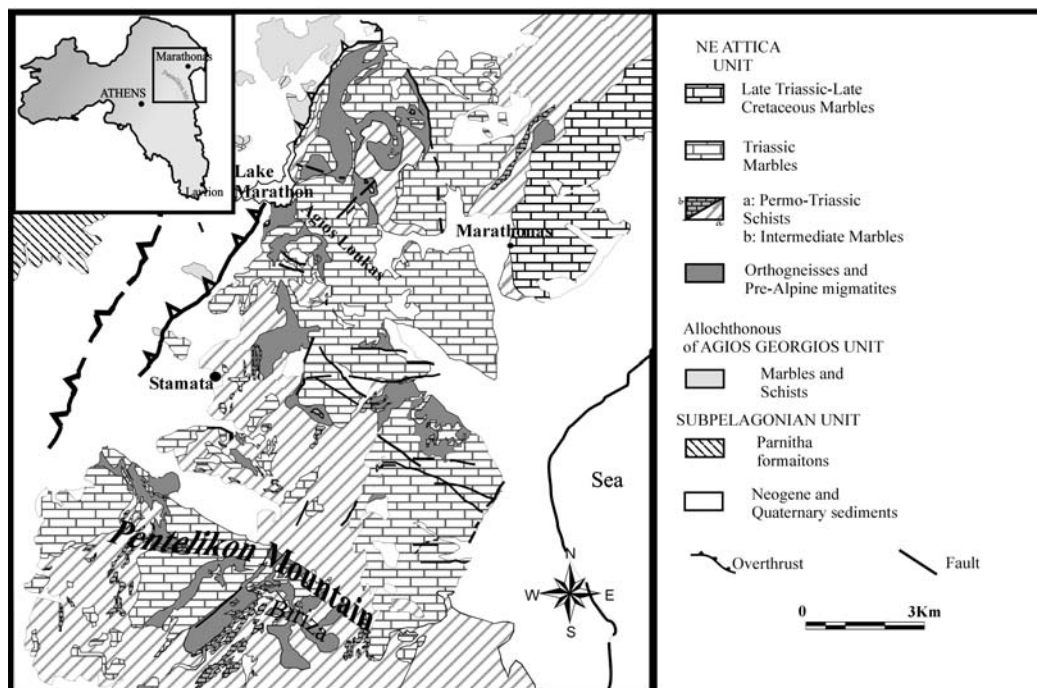 Marathonas
ATHENS
Lavrion
Lake
Marathon
Agios Loukas
Marathonas
Stamata
Sea
Pentelikon Mountain
Biriza
N
W
E
S
NE ATTICA
UNIT
Late Triassic-Late
Cretaceous Marbles
Triassic
Marbles
b
a
a: Permo-Triassic
Schists
b: Intermediate Marbles
Orthogneisses and
Pre-Alpine migmatites
Allochthonous
of AGIOS GEORGIOS UNIT
Marbles and
Schists
SUBPELAGONIAN UNIT
Parnitha
formaitons
Neogene and
Quaternary sediments
Overthrust
Fault
0
3Km